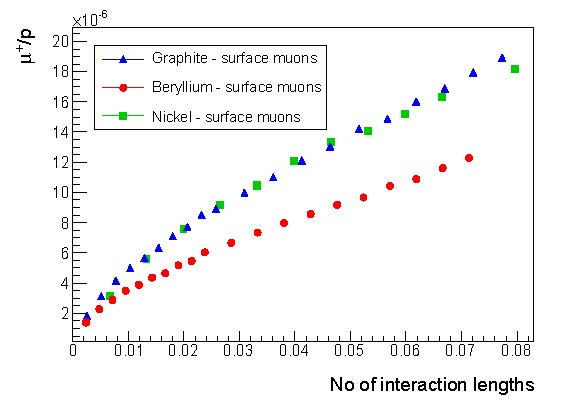 ×10⁻⁶
μ⁺/p
20
18
16
14
12
10
8
6
4
2
Graphite - surface muons
Beryllium - surface muons
Nickel - surface muons
0 0.01 0.02 0.03 0.04 0.05 0.06 0.07 0.08
No of interaction lengths